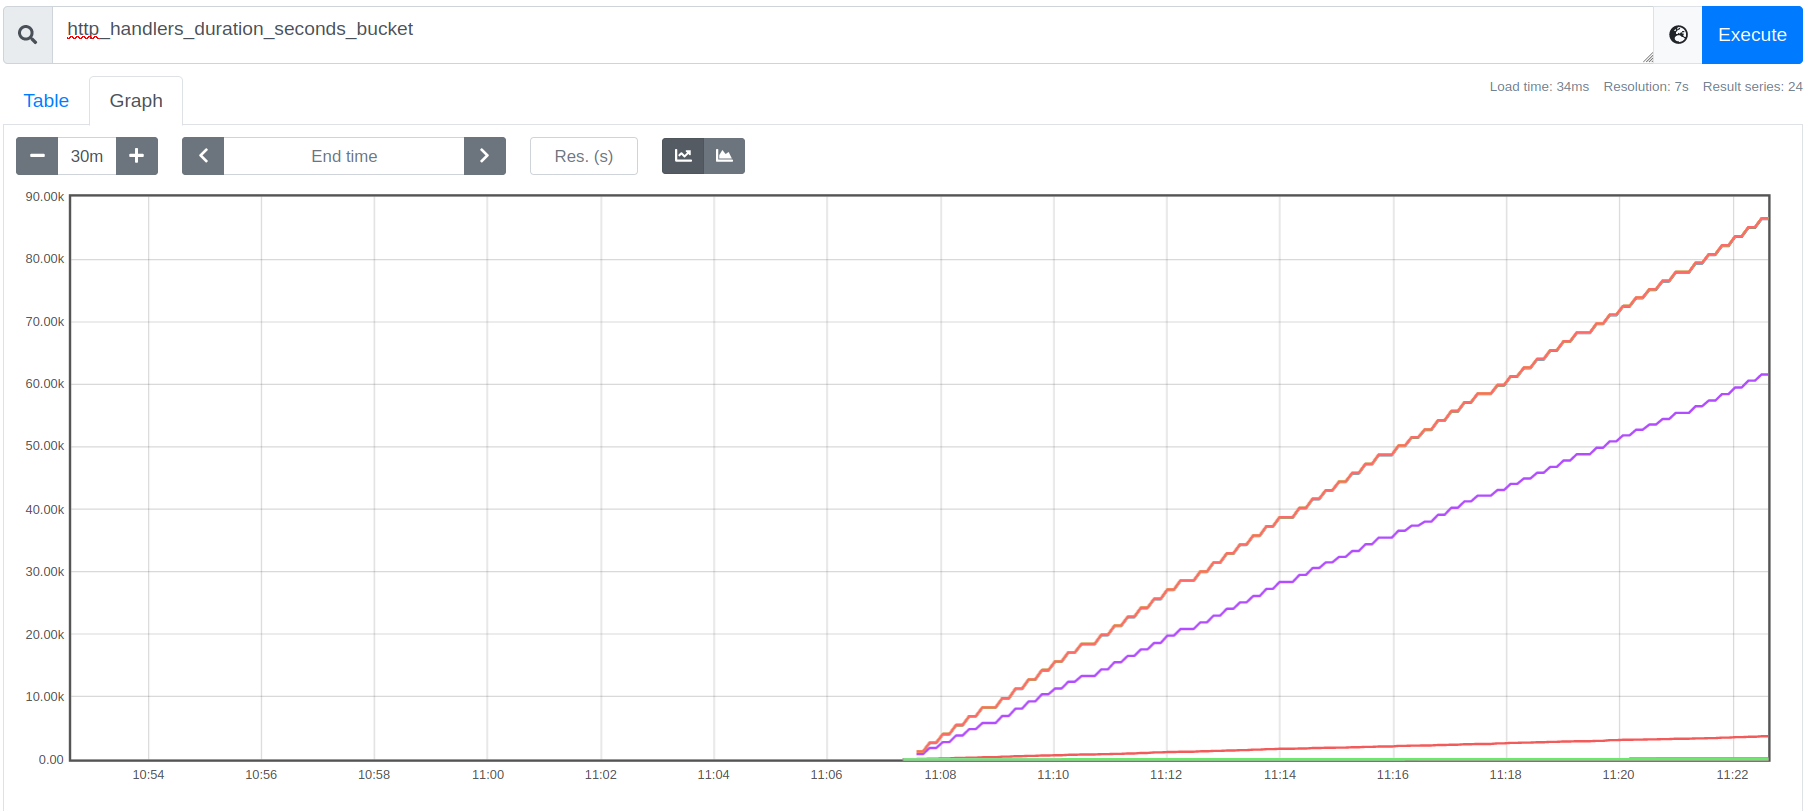 http_handlers_duration_seconds_bucket
Execute
Table
Graph
Load time: 34ms Resolution: 7s Result series: 24
30m
End time
Res. (s)
90.00k
80.00k
70.00k
60.00k
50.00k
40.00k
30.00k
20.00k
10.00k
0.00
10:54 10:56 10:58 11:00 11:02 11:04 11:06 11:08 11:10 11:12 11:14 11:16 11:18 11:20 11:22